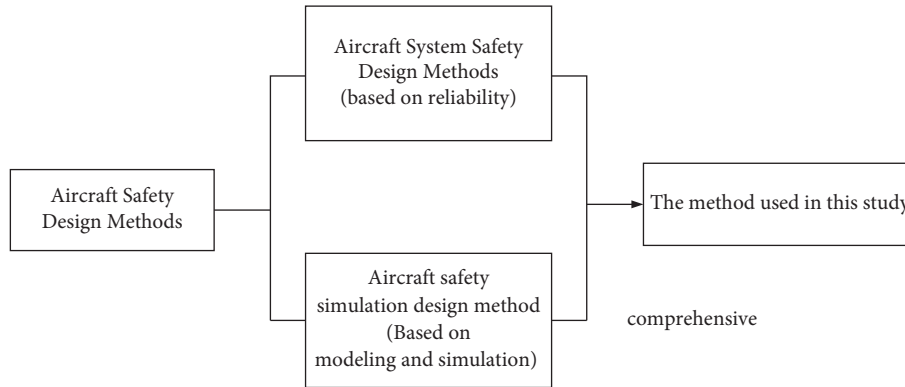 Aircraft System Safety
Design Methods
(based on reliability)
Aircraft Safety
Design Methods
The method used in this study
Aircraft safety
simulation design method
(Based on
modeling and simulation)
comprehensive